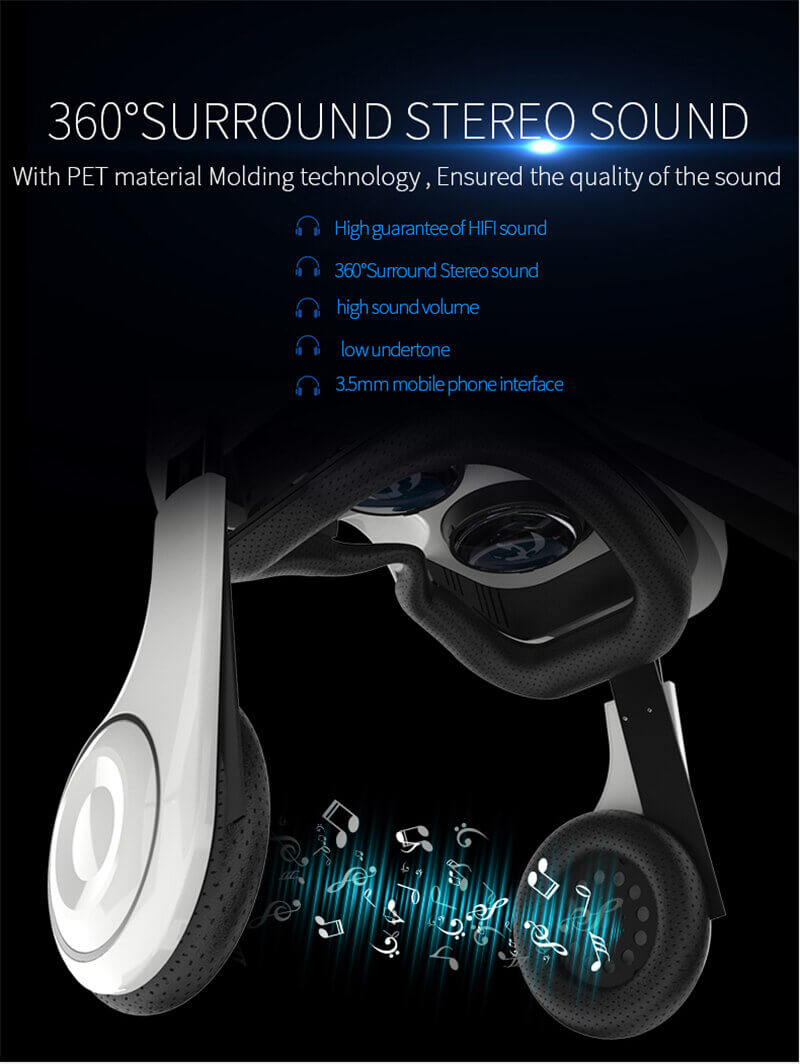 360°SURROUND STEREO SOUND
With PET material Molding technology , Ensured the quality of the sound
High guarantee of HIFI sound
360°Surround Stereo sound
high sound volume
low undertone
3.5mm mobile phone interface